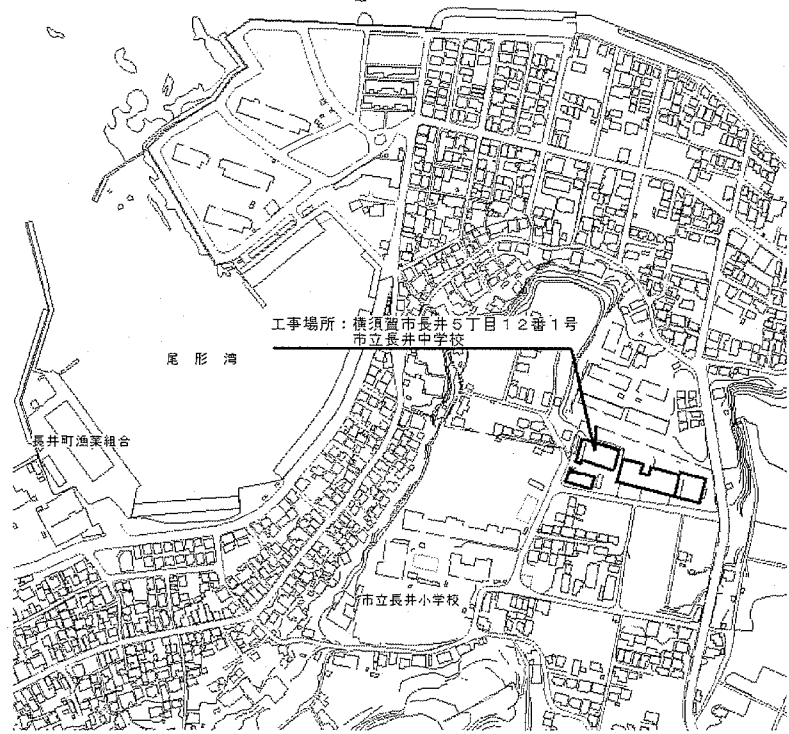 工事場所：横須賀市長井５丁目１２番１号
市立長井中学校
尾形湾
長井町漁業組合
市立長井小学校